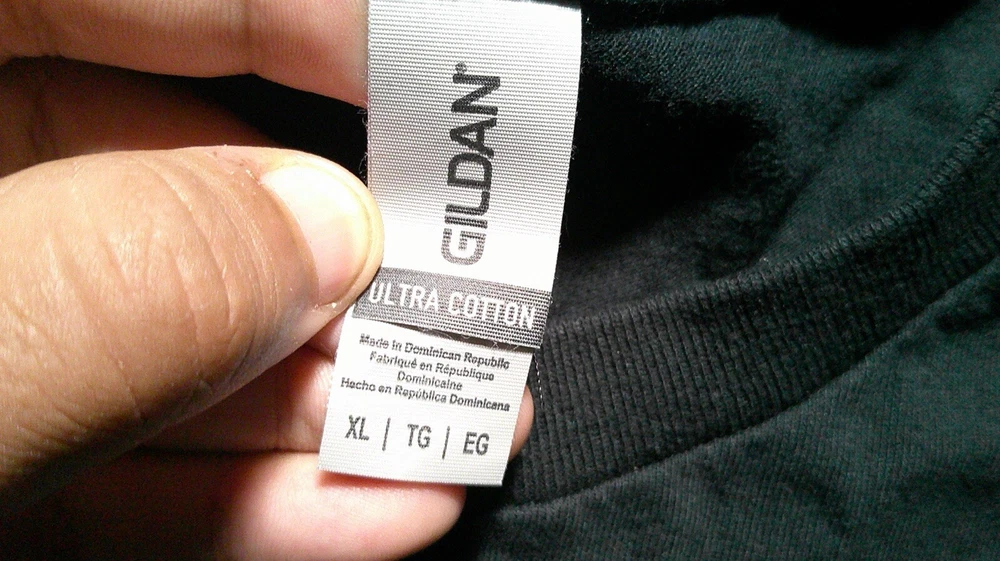 GILDAN®
ULTRA COTTON
Made in Dominican Republic
Fabriqué en République
Dominicaine
Hecho en República Dominicana
XL | TG | EG